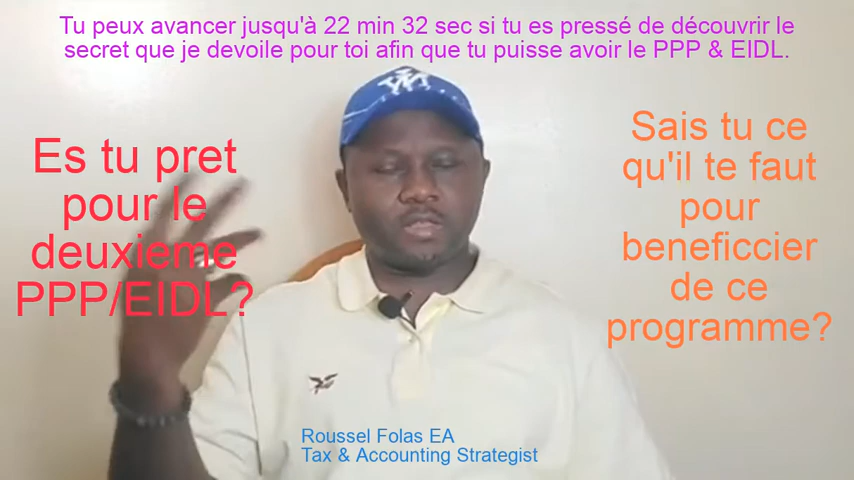 Tu peux avancer jusqu'à 22 min 32 sec si tu es pressé de découvrir le
secret que je devoile pour toi afin que tu puisse avoir le PPP & EIDL.
Es tu pret
pour le
deuxieme
PPP/EIDL?
Sais tu ce
qu'il te faut
pour
beneficcier
de ce
programme?
Roussel Folas EA
Tax & Accounting Strategist